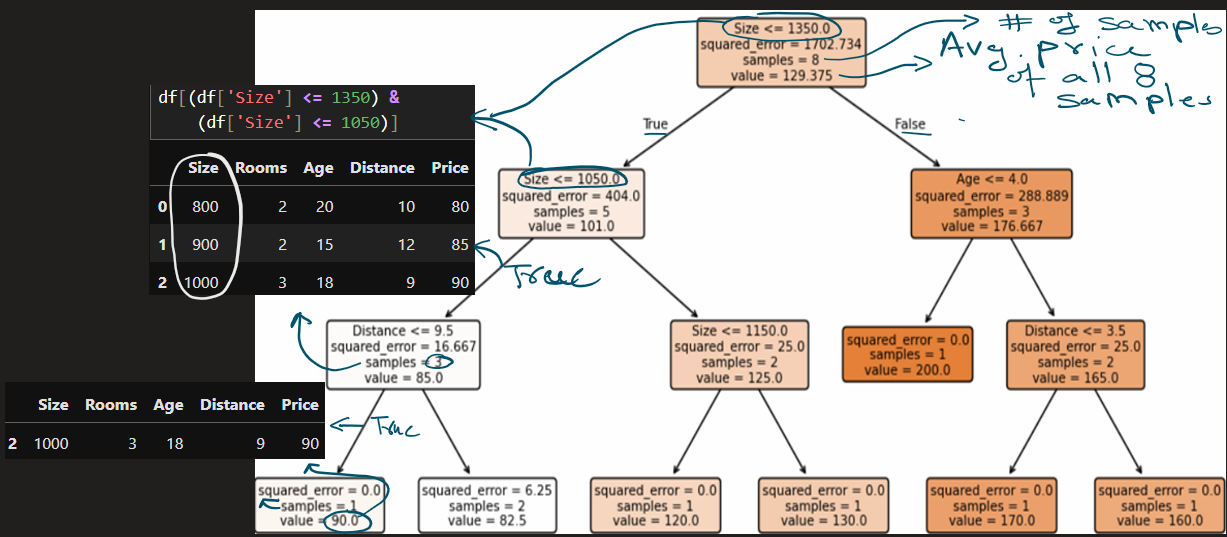 Size <= 1350.0
squared_error = 1702.734
samples = 8
value = 129.375
# of samples
Avg. price
of all 8
samples
df[(df['Size'] <= 1350) &
(df['Size'] <= 1050)]
Size Rooms Age Distance Price
0 800 2 20 10 80
1 900 2 15 12 85
2 1000 3 18 9 90
True
False
Size <= 1050.0
squared_error = 404.0
samples = 5
value = 101.0
Age <= 4.0
squared_error = 288.889
samples = 3
value = 176.667
True
Distance <= 9.5
squared_error = 16.667
samples = 3
value = 85.0
Size <= 1150.0
squared_error = 25.0
samples = 2
value = 125.0
squared_error = 0.0
samples = 1
value = 200.0
Distance <= 3.5
squared_error = 25.0
samples = 2
value = 165.0
Size Rooms Age Distance Price
2 1000 3 18 9 90
True
squared_error = 0.0
samples = 1
value = 90.0
squared_error = 6.25
samples = 2
value = 82.5
squared_error = 0.0
samples = 1
value = 120.0
squared_error = 0.0
samples = 1
value = 130.0
squared_error = 0.0
samples = 1
value = 170.0
squared_error = 0.0
samples = 1
value = 160.0